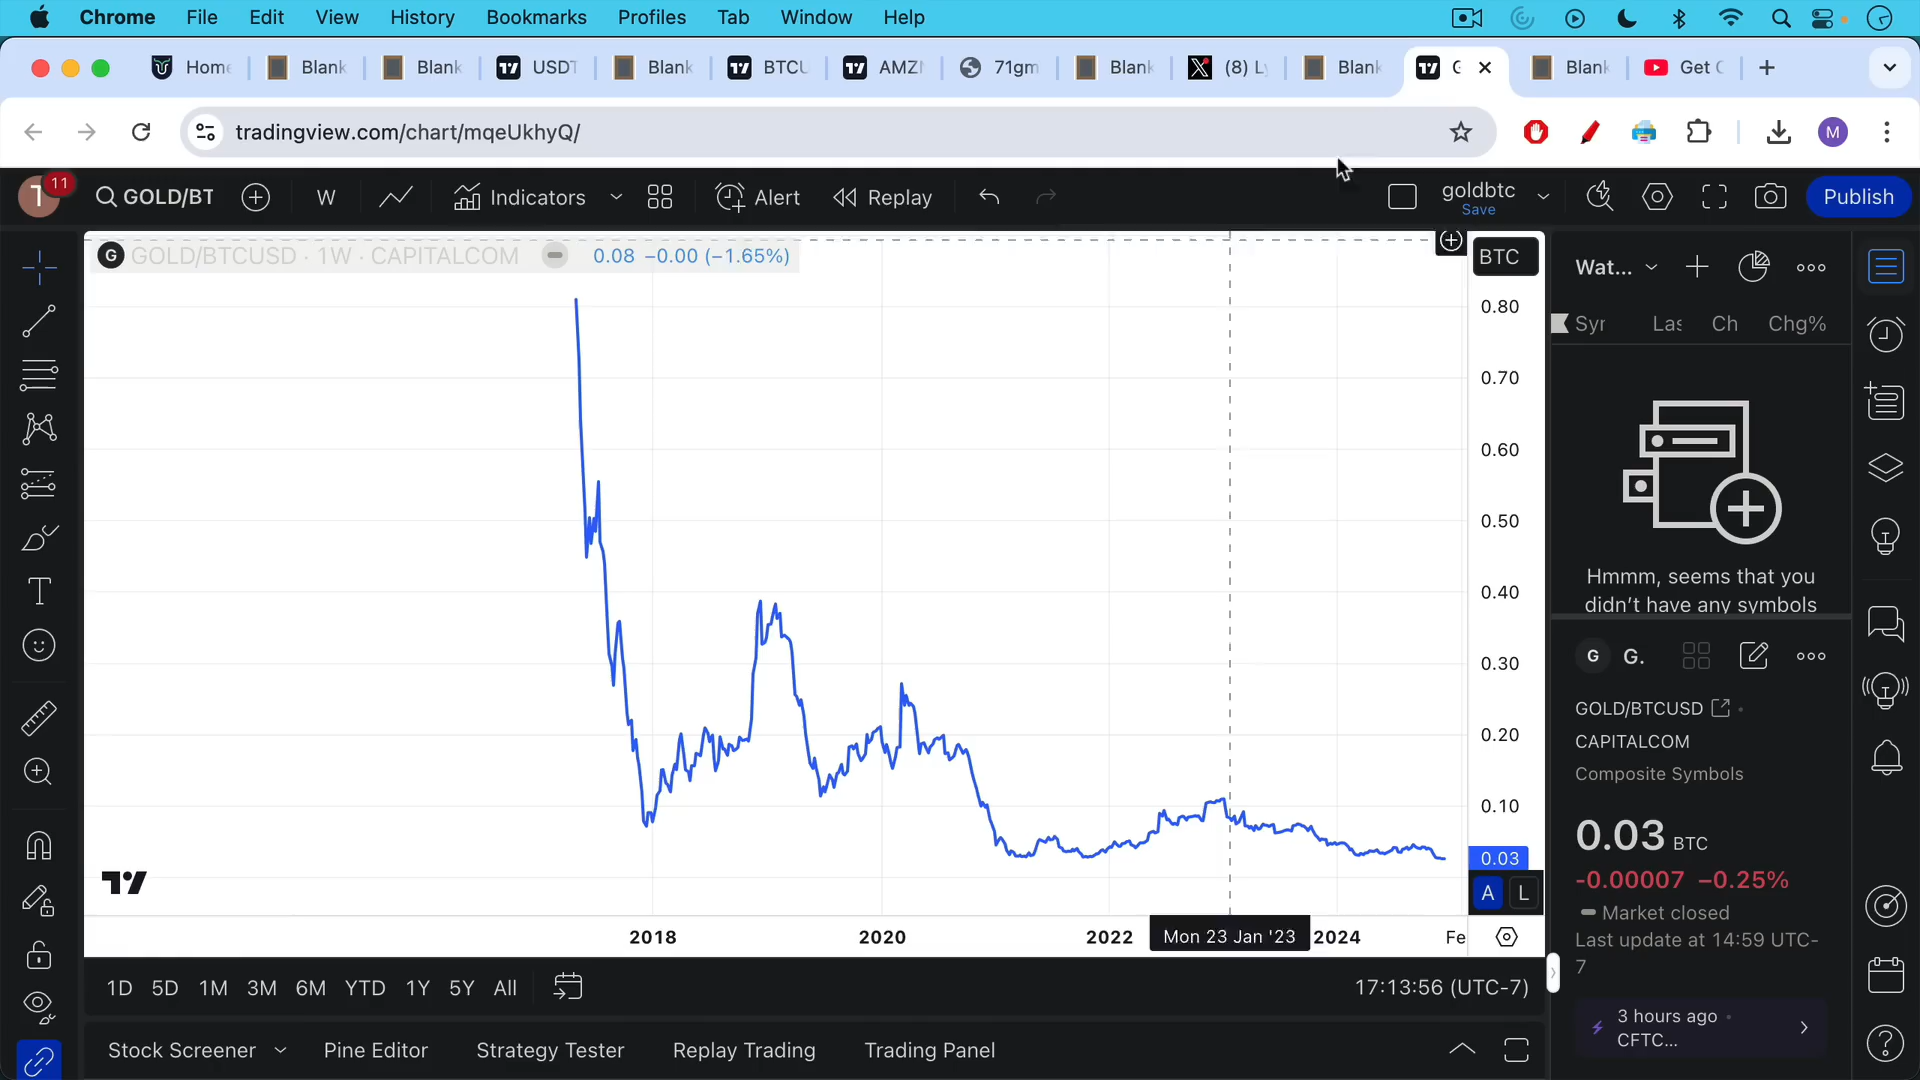 Chrome File Edit View History Bookmarks Profiles Tab Window Help
Home Blank Blank USDT Blank BTCU AMZN 71gm Blank (8) Ly Blank G Blank Get
tradingview.com/chart/mqeUkhyQ/
M
T 11 GOLD/BT W Indicators Alert Replay goldbtc Save Publish
G GOLD/BTCUSD · 1W · CAPITALCOM 0.08 −0.00 (−1.65%)
BTC
0.80
0.70
0.60
0.50
0.40
0.30
0.20
0.10
0.03
A L
2018 2020 2022 Mon 23 Jan '23 2024 Fe
1D 5D 1M 3M 6M YTD 1Y 5Y All 17:13:56 (UTC-7)
Stock Screener Pine Editor Strategy Tester Replay Trading Trading Panel
Wat...
Syr Las Ch Chg%
Hmmm, seems that you
didn't have any symbols
G G.
GOLD/BTCUSD
CAPITALCOM
Composite Symbols
0.03 BTC
-0.00007 −0.25%
Market closed
Last update at 14:59 UTC-
7
3 hours ago •
CFTC...